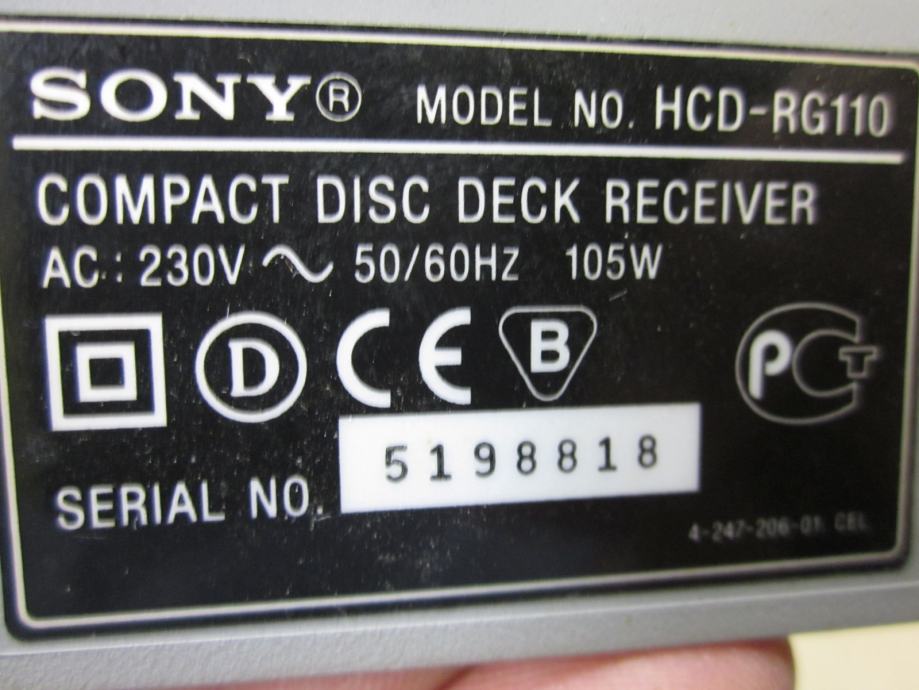 SONY® MODEL NO. HCD-RG110
COMPACT DISC DECK RECEIVER
AC: 230V ~ 50/60HZ 105W
D CE B PCT
5198818
SERIAL NO.
4-247-206-01 CEL